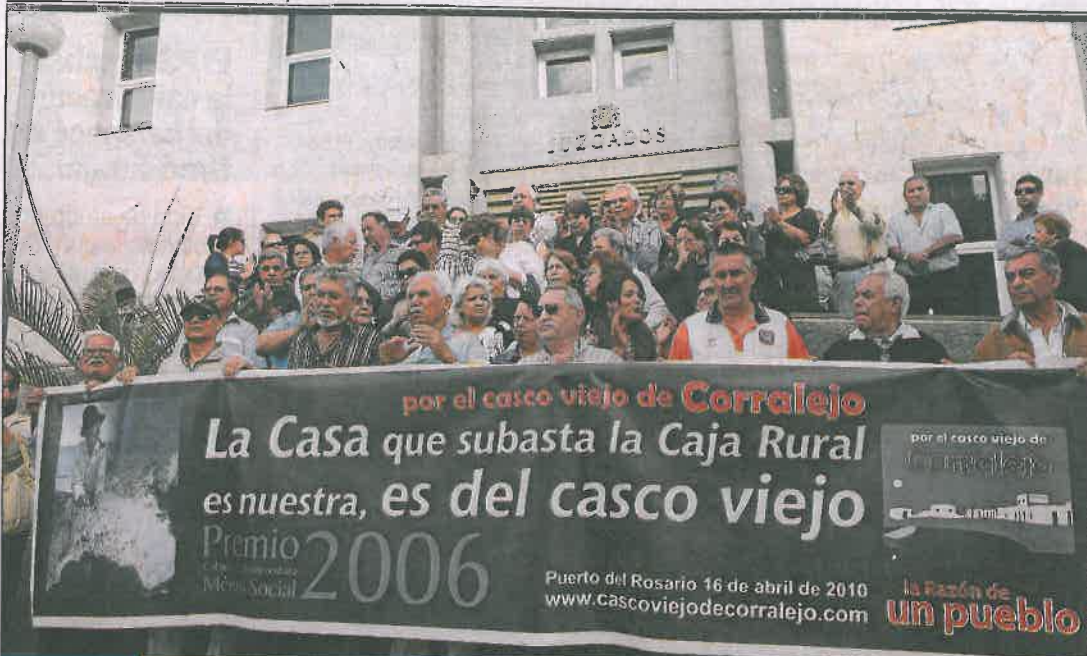 JUZGADOS
por el casco viejo de Corralejo
La Casa que subasta la Caja Rural
es nuestra, es del casco viejo
Premio
2006
Social
Puerto del Rosario 16 de abril de 2010
www.cascoviejodecorralejo.com
por el casco viejo de
Corralejo
la Razón de
un pueblo